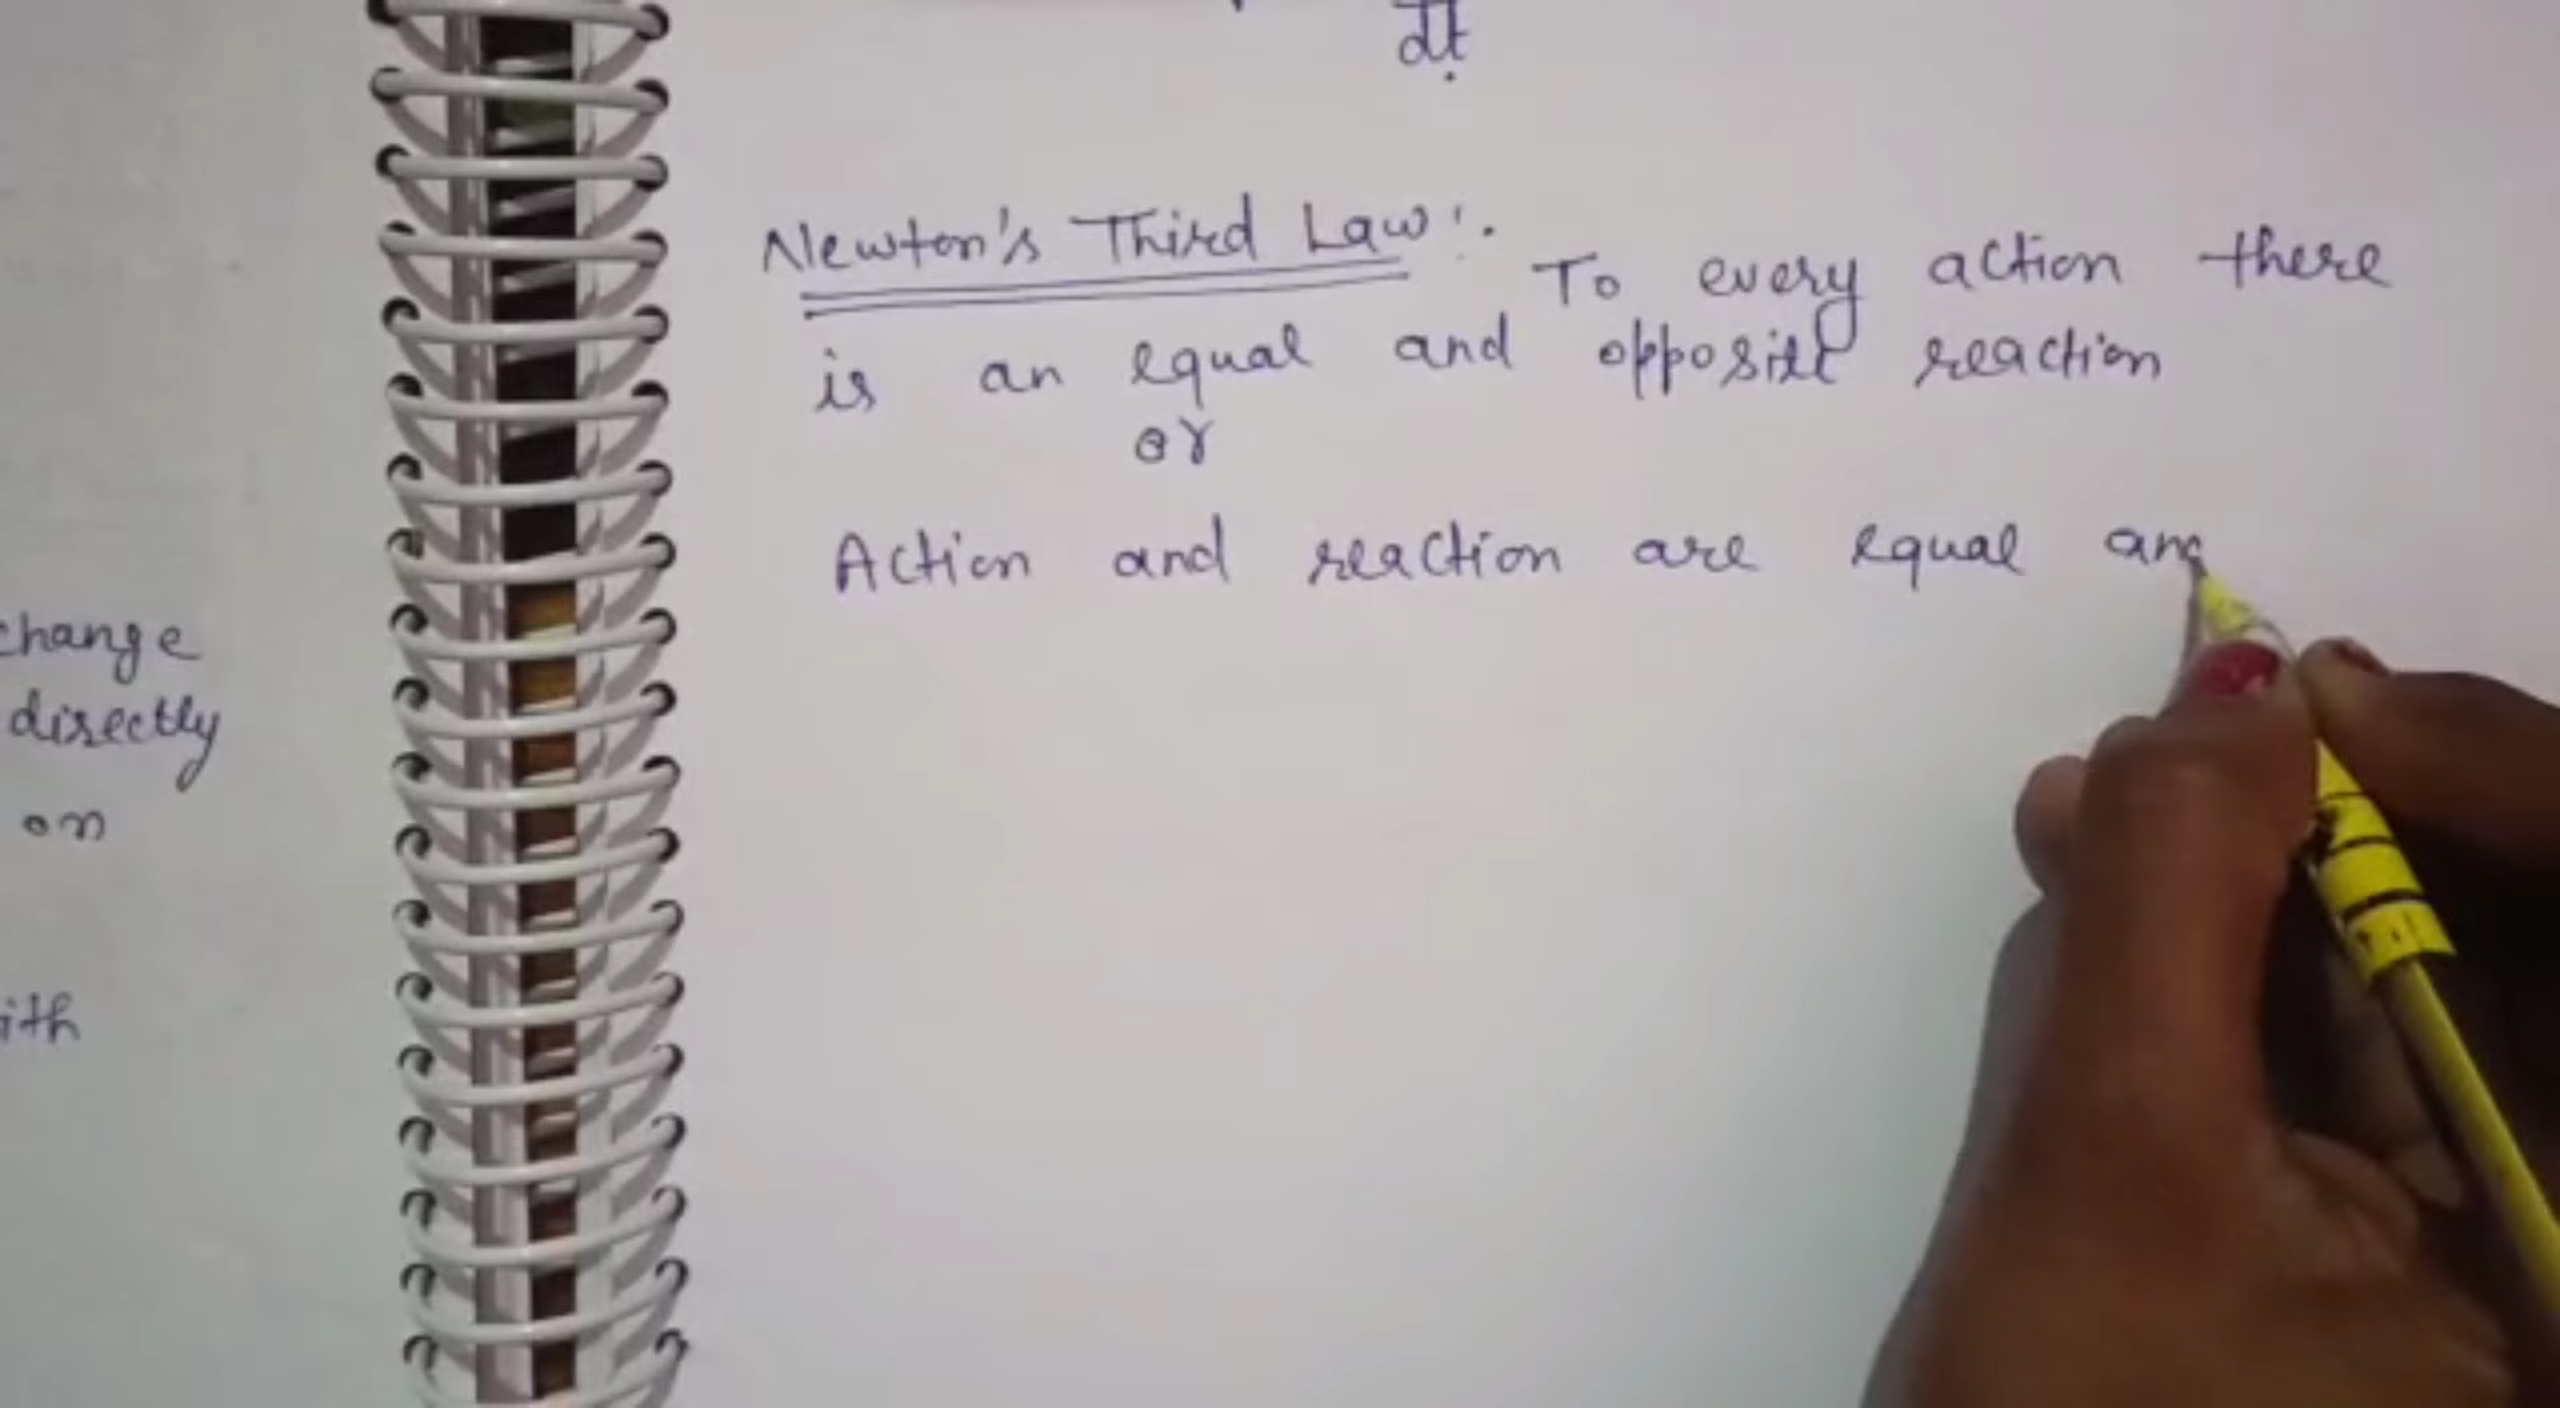 change
directly
on
ith
dt
Newton's Third Law :. To every action there
is an equal and opposite reaction
or
Action and reaction are equal an